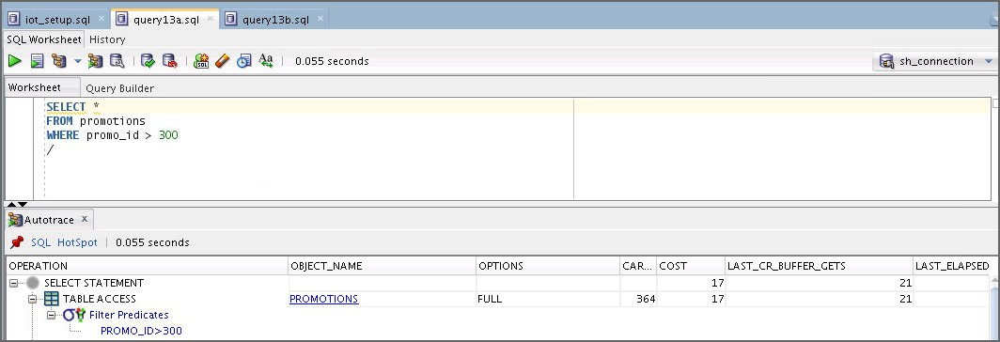 iot_setup.sql × query13a.sql × query13b.sql ×
SQL Worksheet History
0.055 seconds sh_connection
Worksheet Query Builder
SELECT *
FROM promotions
WHERE promo_id > 300
/
Autotrace x
SQL HotSpot 0.055 seconds
OPERATION OBJECT_NAME OPTIONS CAR... COST LAST_CR_BUFFER_GETS LAST_ELAPSED
SELECT STATEMENT 17 21
TABLE ACCESS PROMOTIONS FULL 364 17 21
Filter Predicates
PROMO_ID>300